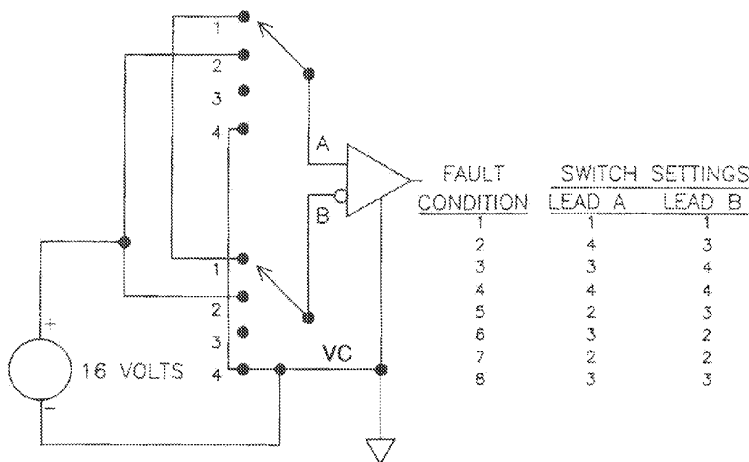 1
2
3
4
A
B
1
2
3
4
+
16 VOLTS
−
VC
FAULT CONDITION SWITCH SETTINGS
LEAD A LEAD B
1 1 1
2 4 3
3 3 4
4 4 4
5 2 3
6 3 2
7 2 2
8 3 3